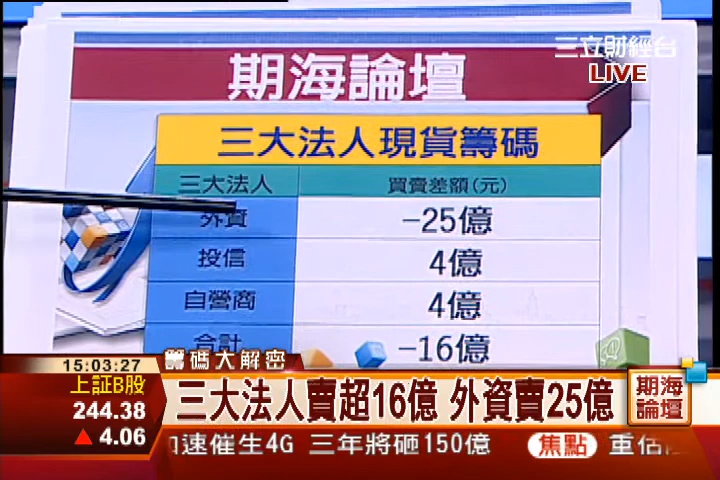 三立財經台
LIVE
期海論壇
三大法人現貨籌碼
三大法人 買賣差額(元)
外資 -25億
投信 4億
自營商 4億
合計 -16億
15:03:27 籌碼大解密
上証B股
244.38
▲4.06
三大法人賣超16億 外資賣25億
期海
論壇
加速催生4G 三年將砸150億 焦點 重估